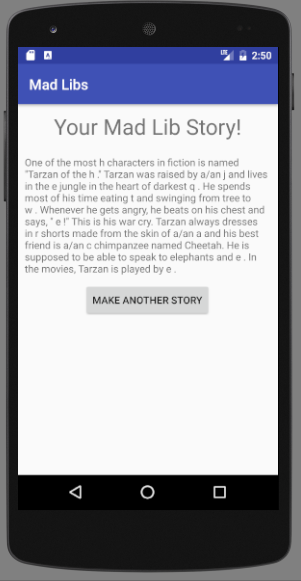 LTE 2:50
Mad Libs
Your Mad Lib Story!
One of the most h characters in fiction is named
"Tarzan of the h ." Tarzan was raised by a/an j and lives
in the e jungle in the heart of darkest q . He spends
most of his time eating t and swinging from tree to
w . Whenever he gets angry, he beats on his chest and
says, " e !" This is his war cry. Tarzan always dresses
in r shorts made from the skin of a/an a and his best
friend is a/an c chimpanzee named Cheetah. He is
supposed to be able to speak to elephants and e . In
the movies, Tarzan is played by e .
MAKE ANOTHER STORY